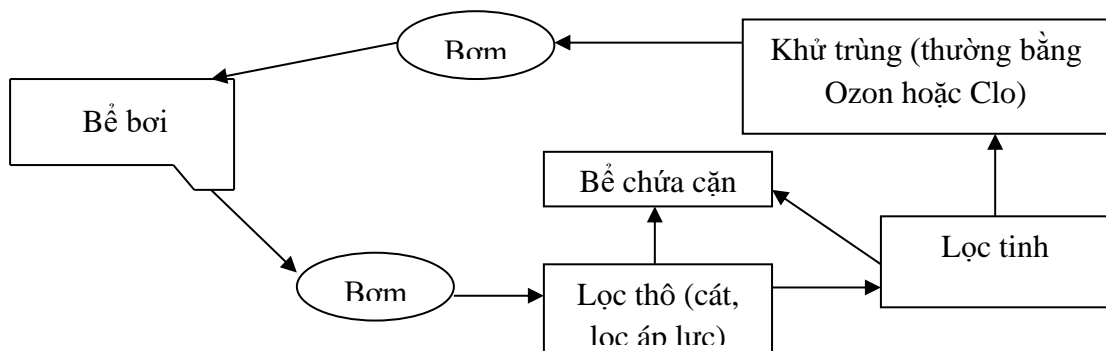 Bơm
Khử trùng (thường bằng
Ozon hoặc Clo)
Bể bơi
Bể chứa cặn
Lọc tinh
Bơm
Lọc thô (cát,
lọc áp lực)